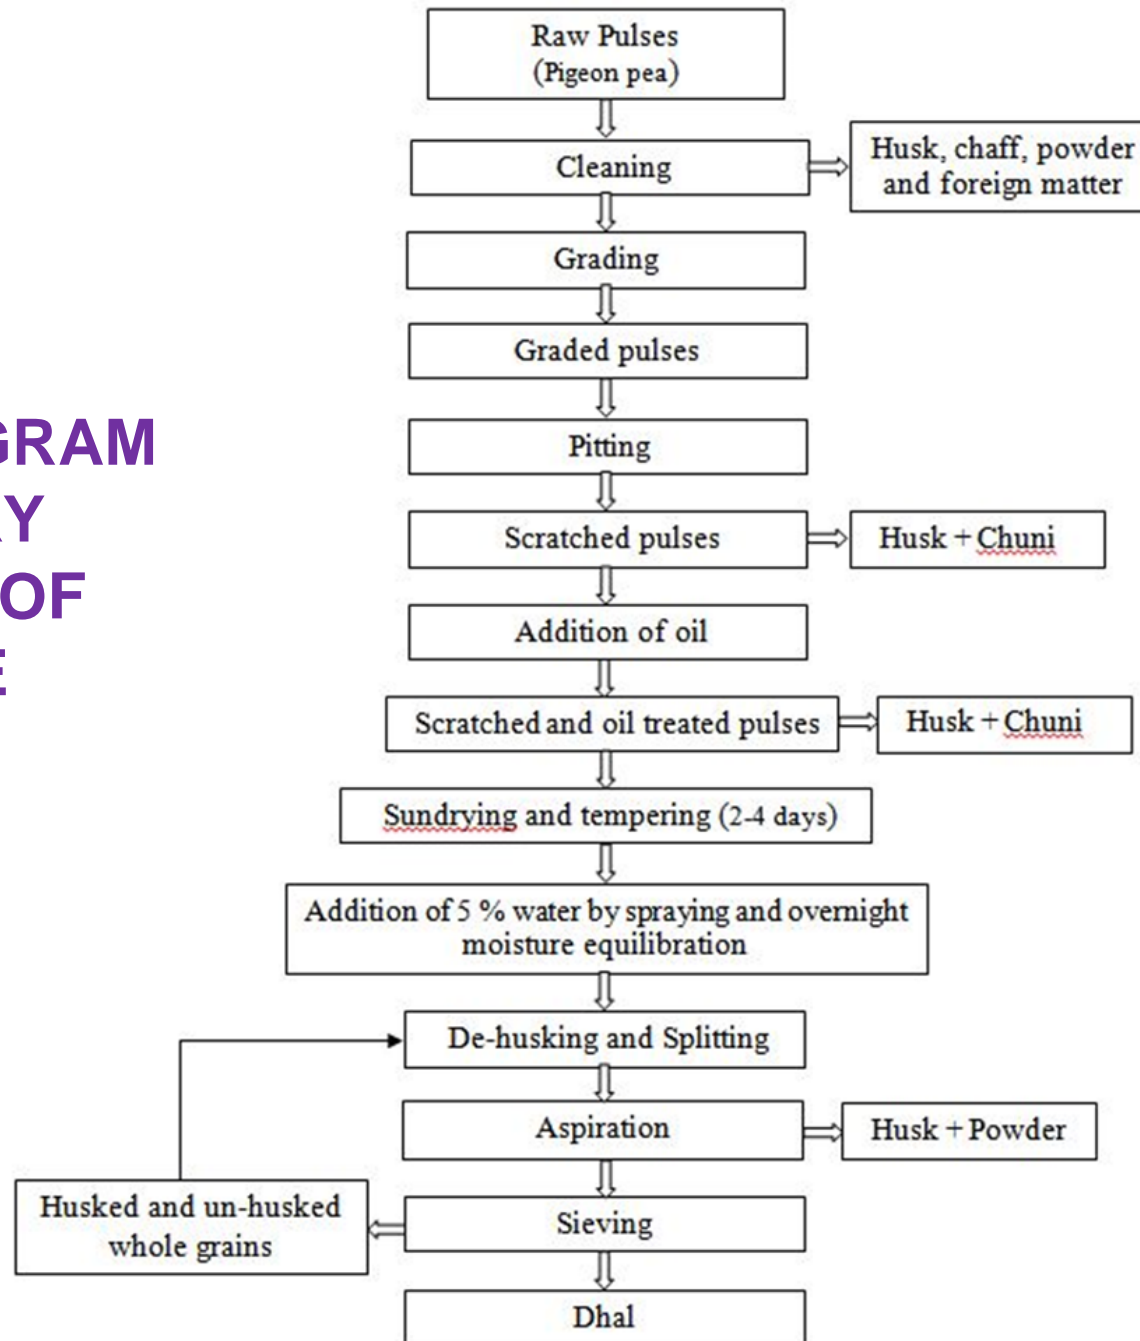 Raw Pulses
(Pigeon pea)
Cleaning
Husk, chaff, powder
and foreign matter
Grading
Graded pulses
Pitting
GRAM
AY
OF
E
Scratched pulses
Husk + Chuni
Addition of oil
Scratched and oil treated pulses
Husk + Chuni
Sundrying and tempering (2-4 days)
Addition of 5 % water by spraying and overnight
moisture equilibration
De-husking and Splitting
Aspiration
Husk + Powder
Husked and un-husked
whole grains
Sieving
Dhal